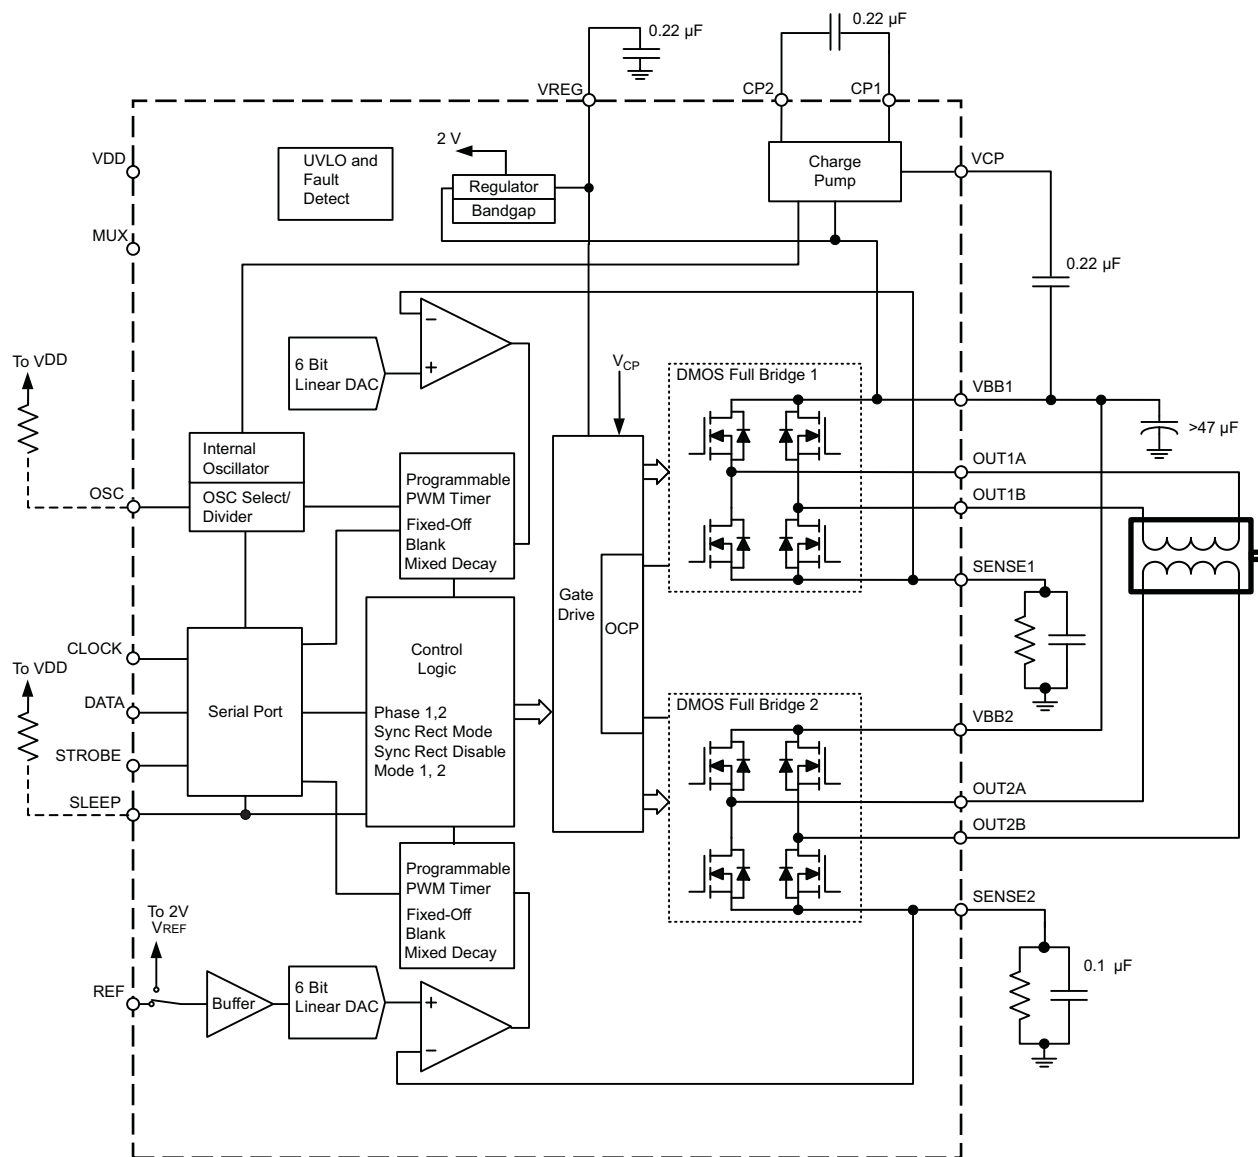 0.22 µF
0.22 µF
VREG
CP2
CP1
VDD
UVLO and
Fault
Detect
2 V
Regulator
Bandgap
Charge
Pump
VCP
MUX
0.22 µF
To VDD
6 Bit
Linear DAC
−
+
VCP
DMOS Full Bridge 1
VBB1
>47 µF
Internal
Oscillator
OSC Select/
Divider
OSC
Programmable
PWM Timer
Fixed-Off
Blank
Mixed Decay
OUT1A
OUT1B
SENSE1
Gate
Drive
OCP
CLOCK
To VDD
DATA
STROBE
SLEEP
Serial Port
Control
Logic
Phase 1,2
Sync Rect Mode
Sync Rect Disable
Mode 1, 2
DMOS Full Bridge 2
VBB2
OUT2A
OUT2B
SENSE2
Programmable
PWM Timer
Fixed-Off
Blank
Mixed Decay
To 2V
VREF
REF
Buffer
6 Bit
Linear DAC
+
−
0.1 µF